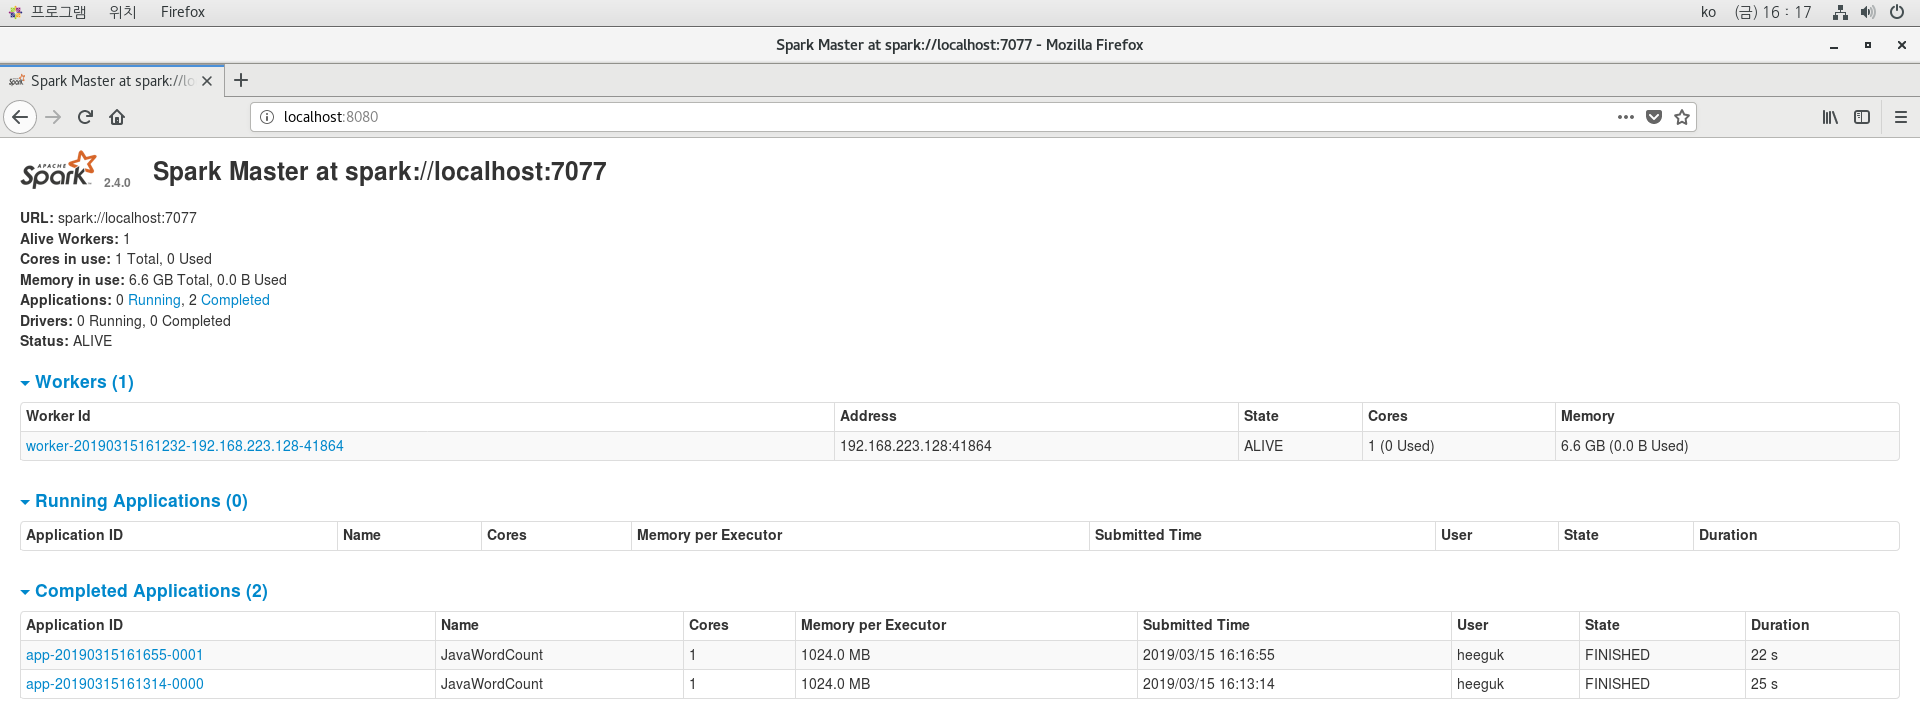 프로그램 위치 Firefox ko (금) 16 : 17
Spark Master at spark://localhost:7077 - Mozilla Firefox
Spark Master at spark://lo
localhost:8080
APACHE Spark 2.4.0 Spark Master at spark://localhost:7077
URL: spark://localhost:7077
Alive Workers: 1
Cores in use: 1 Total, 0 Used
Memory in use: 6.6 GB Total, 0.0 B Used
Applications: 0 Running, 2 Completed
Drivers: 0 Running, 0 Completed
Status: ALIVE
Workers (1)
Worker Id Address State Cores Memory
worker-20190315161232-192.168.223.128-41864 192.168.223.128:41864 ALIVE 1 (0 Used) 6.6 GB (0.0 B Used)
Running Applications (0)
Application ID Name Cores Memory per Executor Submitted Time User State Duration
Completed Applications (2)
Application ID Name Cores Memory per Executor Submitted Time User State Duration
app-20190315161655-0001 JavaWordCount 1 1024.0 MB 2019/03/15 16:16:55 heeguk FINISHED 22 s
app-20190315161314-0000 JavaWordCount 1 1024.0 MB 2019/03/15 16:13:14 heeguk FINISHED 25 s